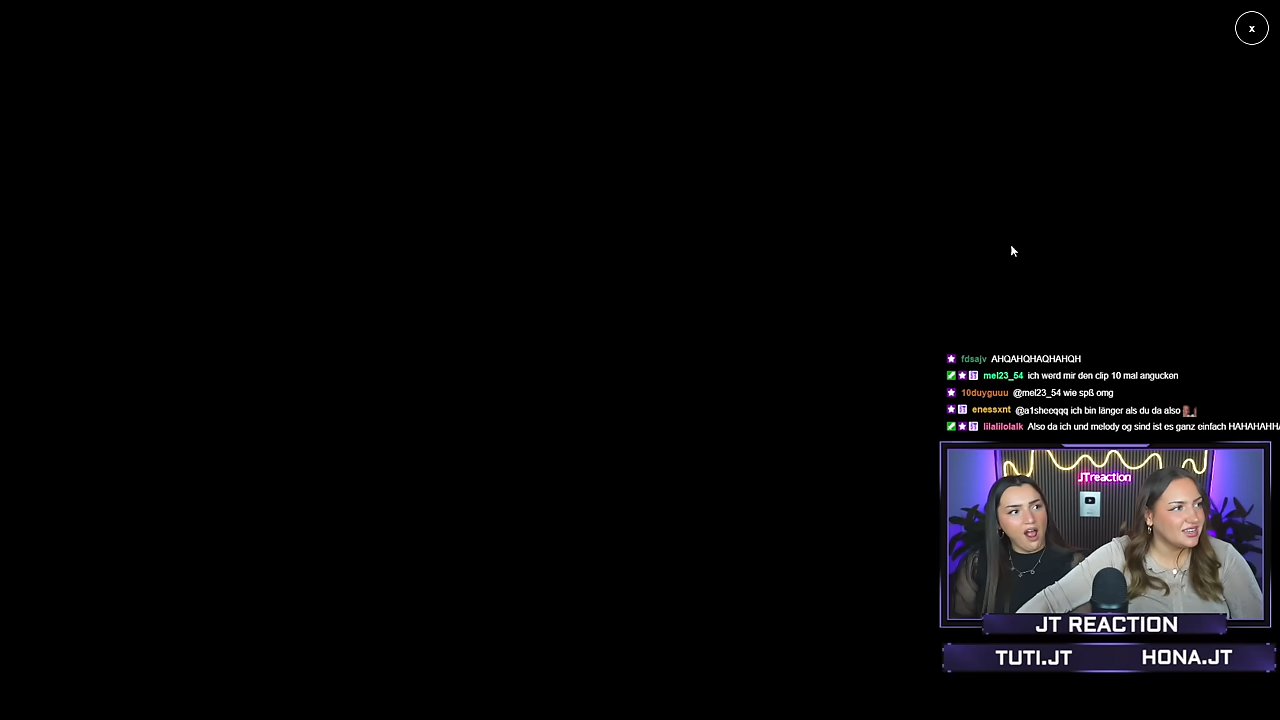 x
fdsajv AHQAHQHAQHAHQH
mel23_54 ich werd mir den clip 10 mal angucken
10duyguuu @mel23_54 wie spß omg
enessxnt @a1sheeqqq ich bin länger als du da also
lilalilolalk Also da ich und melody og sind ist es ganz einfach HAHAHAHH
JTreaction
JT REACTION
TUTI.JT HONA.JT